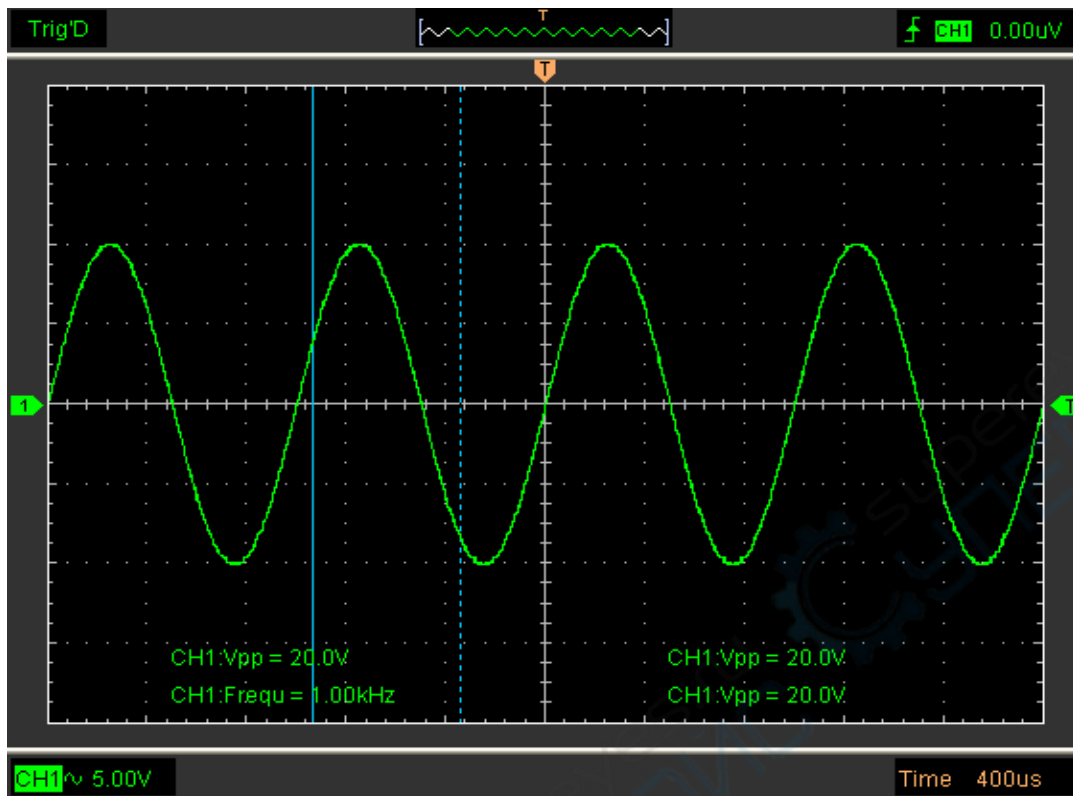 Trig'D
T
CH1 0.00uV
T
1
T
CH1:Vpp = 20.0V
CH1:Vpp = 20.0V
CH1:Frequ = 1.00kHz
CH1:Vpp = 20.0V
CH1 5.00V
Time 400us